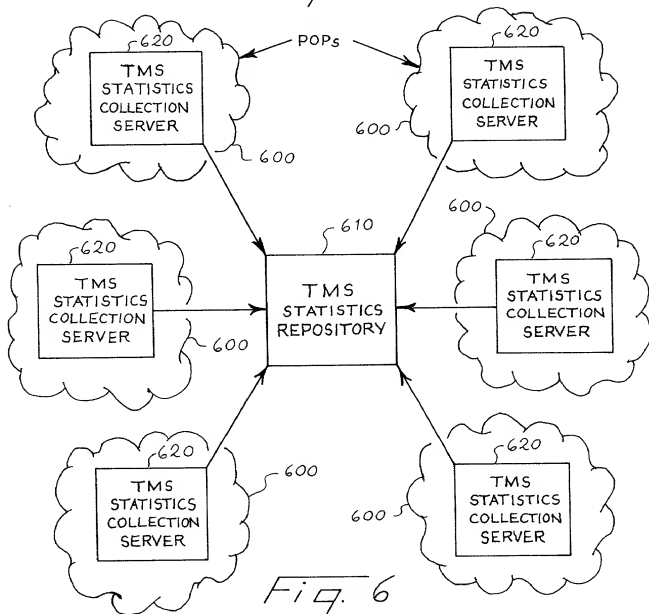 620
TMS
STATISTICS
COLLECTION
SERVER
600
POPs
620
TMS
STATISTICS
COLLECTION
SERVER
600
620
TMS
STATISTICS
COLLECTION
SERVER
600
610
TMS
STATISTICS
REPOSITORY
600
620
TMS
STATISTICS
COLLECTION
SERVER
620
TMS
STATISTICS
COLLECTION
SERVER
600
620
TMS
STATISTICS
COLLECTION
SERVER
600
Fig. 6